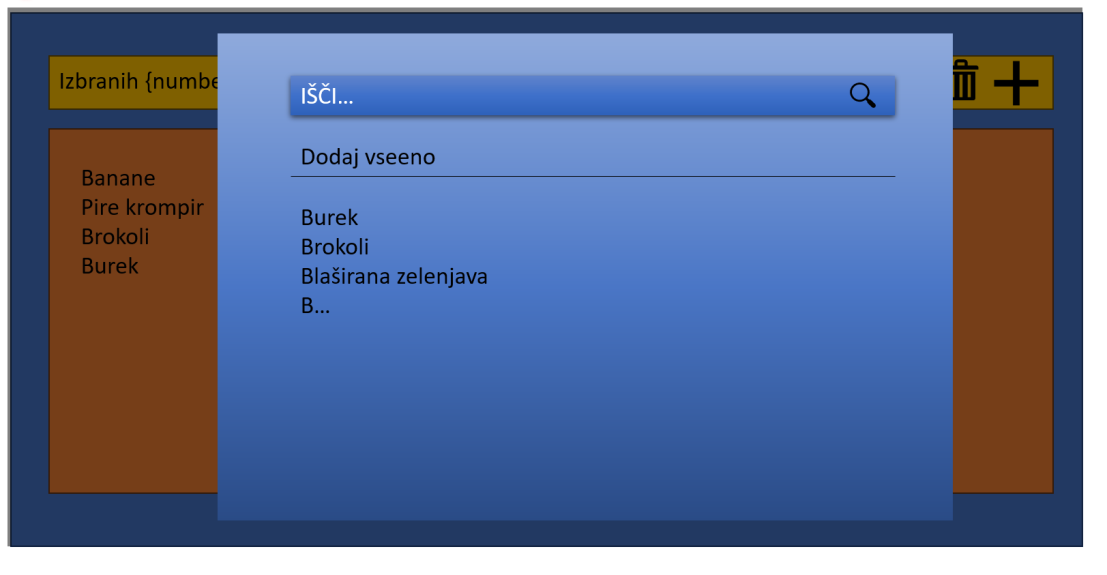 Izbranih {numbe
IŠČI...
Dodaj vseeno
Banane
Pire krompir
Brokoli
Burek
Burek
Brokoli
Blaširana zelenjava
B...